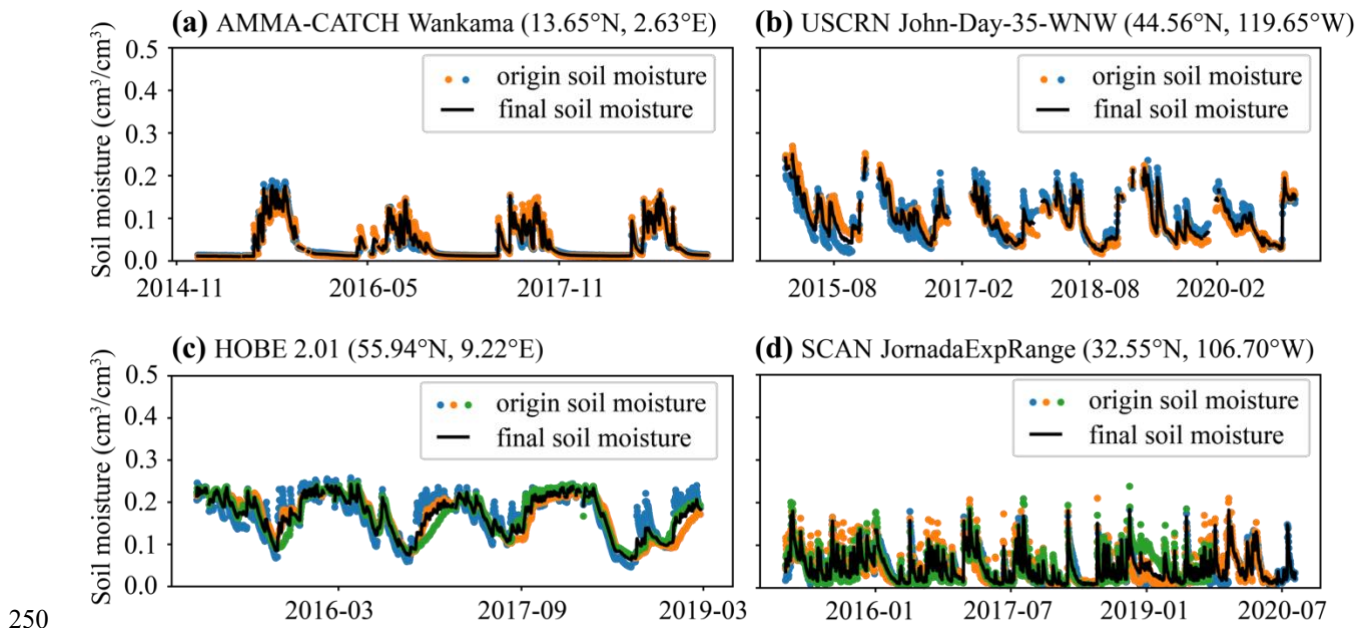 (a) AMMA-CATCH Wankama (13.65°N, 2.63°E)
(b) USCRN John-Day-35-WNW (44.56°N, 119.65°W)
Soil moisture (cm³/cm³)
0.5
0.4
0.3
0.2
0.1
0.0
origin soil moisture
final soil moisture
2014-11 2016-05 2017-11
origin soil moisture
final soil moisture
2015-08 2017-02 2018-08 2020-02
(c) HOBE 2.01 (55.94°N, 9.22°E)
(d) SCAN JornadaExpRange (32.55°N, 106.70°W)
Soil moisture (cm³/cm³)
0.5
0.4
0.3
0.2
0.1
0.0
origin soil moisture
final soil moisture
2016-03 2017-09 2019-03
origin soil moisture
final soil moisture
2016-01 2017-07 2019-01 2020-07
250